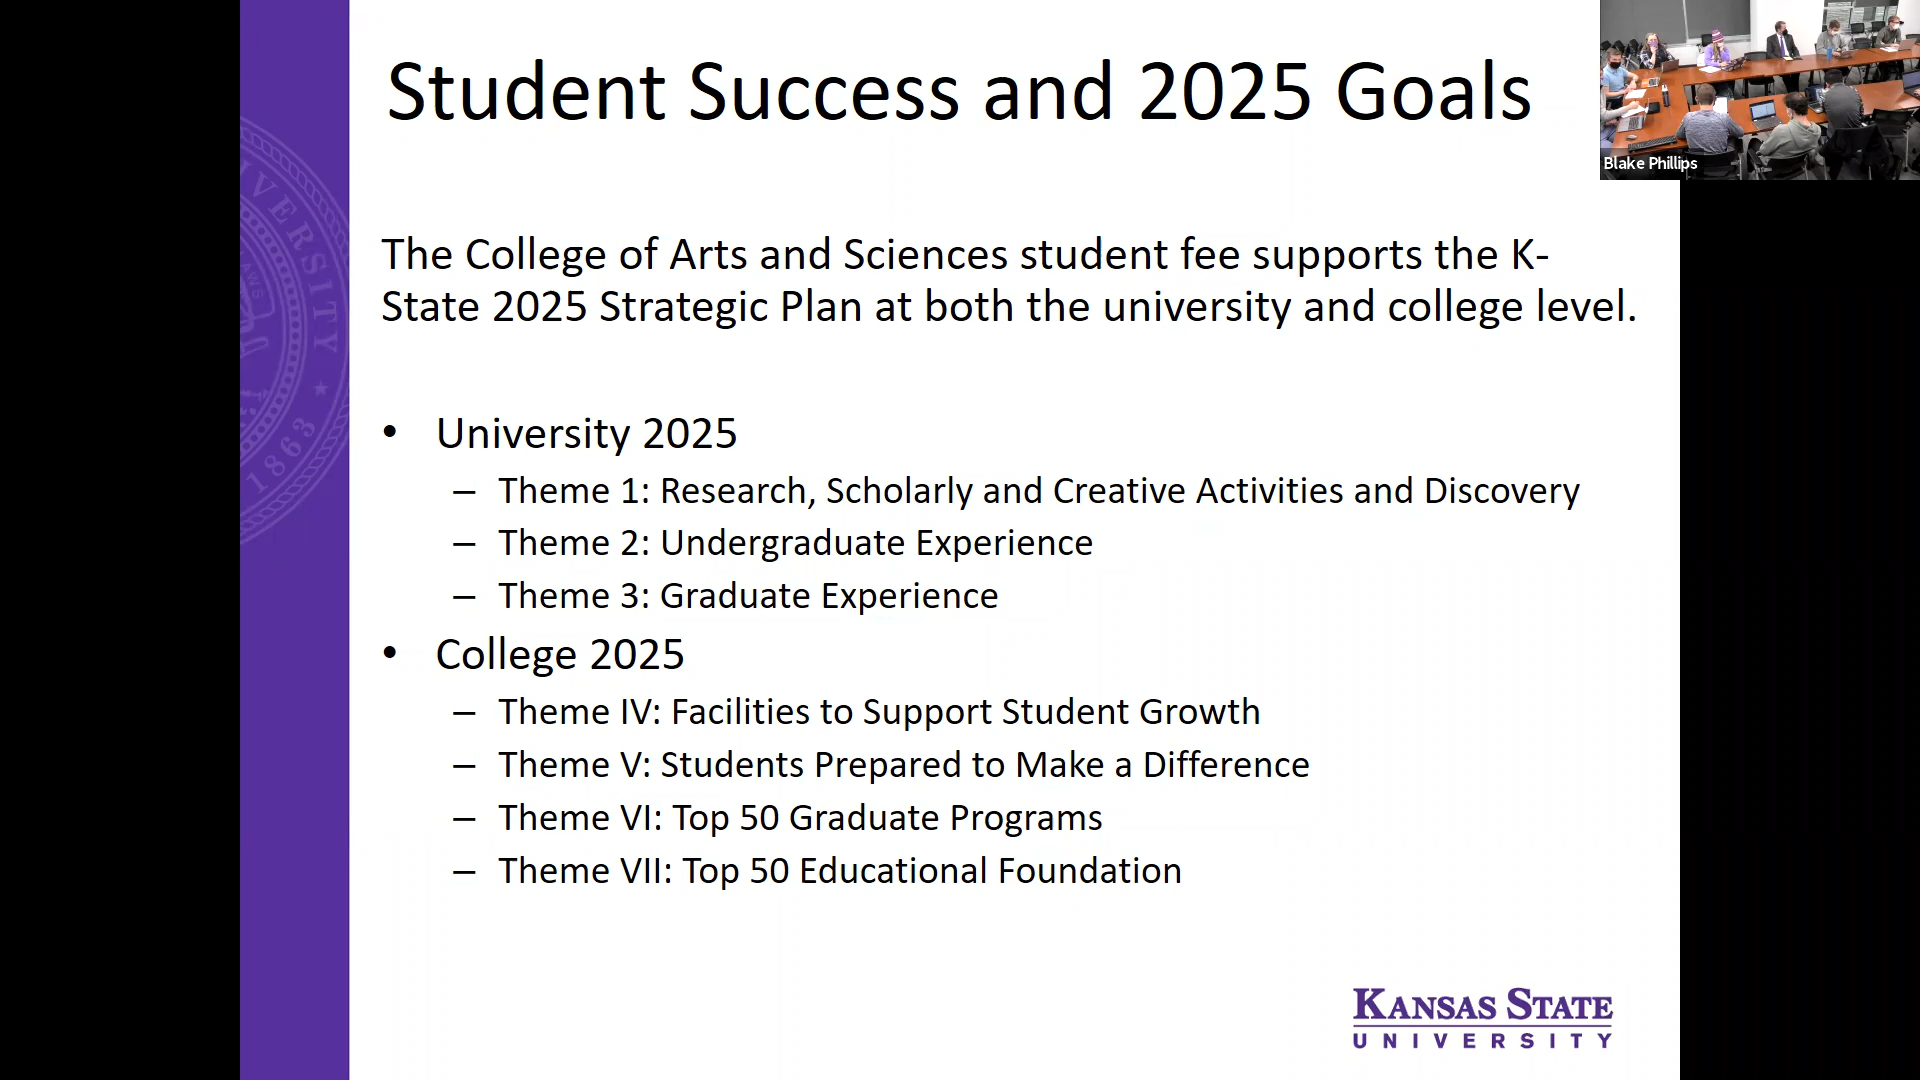 Student Success and 2025 Goals
Blake Phillips
The College of Arts and Sciences student fee supports the K-
State 2025 Strategic Plan at both the university and college level.
• University 2025
– Theme 1: Research, Scholarly and Creative Activities and Discovery
– Theme 2: Undergraduate Experience
– Theme 3: Graduate Experience
• College 2025
– Theme IV: Facilities to Support Student Growth
– Theme V: Students Prepared to Make a Difference
– Theme VI: Top 50 Graduate Programs
– Theme VII: Top 50 Educational Foundation
IVERSITY
1863
KANSAS STATE
UNIVERSITY